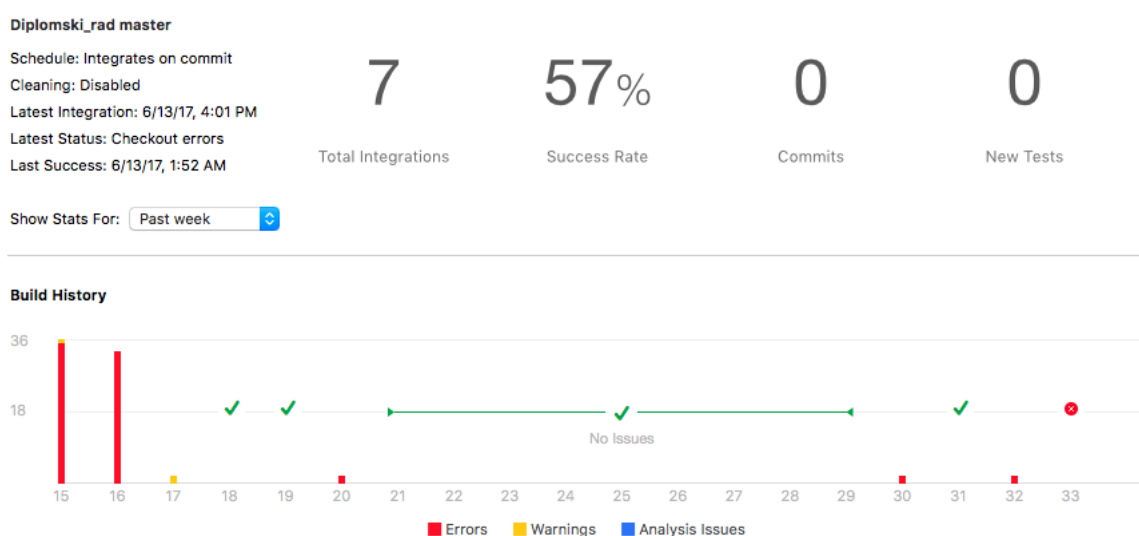 Diplomski_rad master
Schedule: Integrates on commit
Cleaning: Disabled
Latest Integration: 6/13/17, 4:01 PM
Latest Status: Checkout errors
Last Success: 6/13/17, 1:52 AM
7
Total Integrations
57%
Success Rate
0
Commits
0
New Tests
Show Stats For: Past week
Build History
36
18
No Issues
15 16 17 18 19 20 21 22 23 24 25 26 27 28 29 30 31 32 33
Errors Warnings Analysis Issues